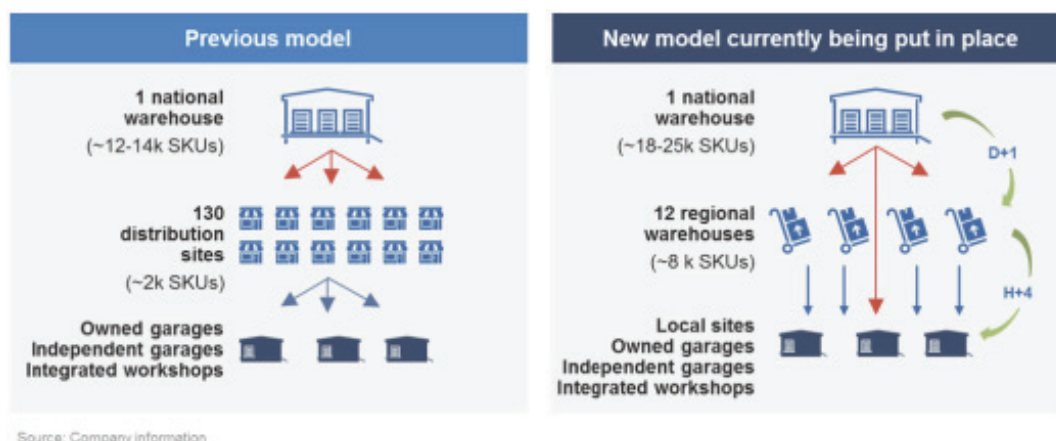 Previous model
1 national
warehouse
(~12-14k SKUs)
130
distribution
sites
(~2k SKUs)
Owned garages
Independent garages
Integrated workshops
New model currently being put in place
1 national
warehouse
(~18-25k SKUs)
D+1
12 regional
warehouses
(~8 k SKUs)
H+4
Local sites
Owned garages
Independent garages
Integrated workshops
Source: Company information